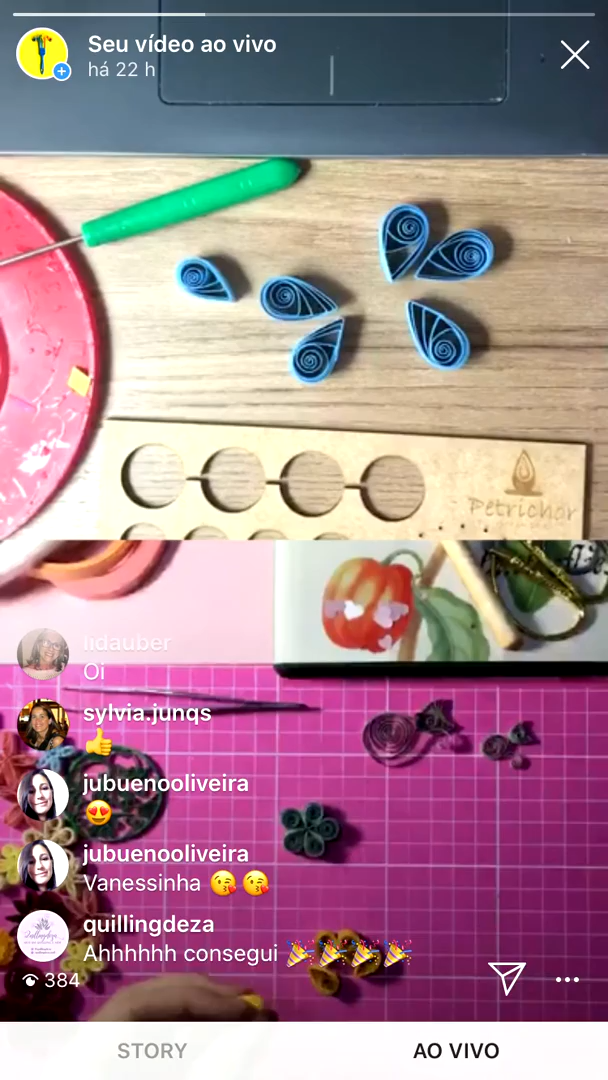 Seu vídeo ao vivo
há 22 h
Petrichor
lidauber
Oi
sylvia.junqs
👍
jubuenooliveira
😍
jubuenooliveira
Vanessinha 😘😘
quillingdeza
Ahhhhhh consegui 🎉🎉🎉🎉
384
STORY
AO VIVO